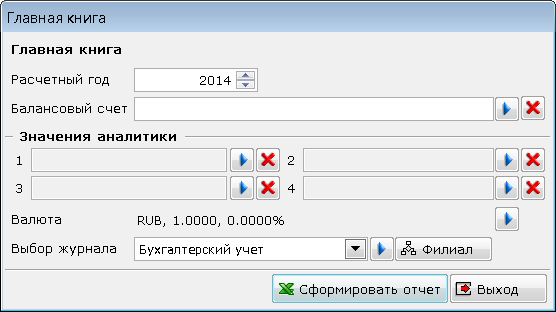 Главная книга
Главная книга
Расчетный год 2014
Балансовый счет
Значения аналитики
1 2
3 4
Валюта RUB, 1.0000, 0.0000%
Выбор журнала Бухгалтерский учет Филиал
Сформировать отчет Выход